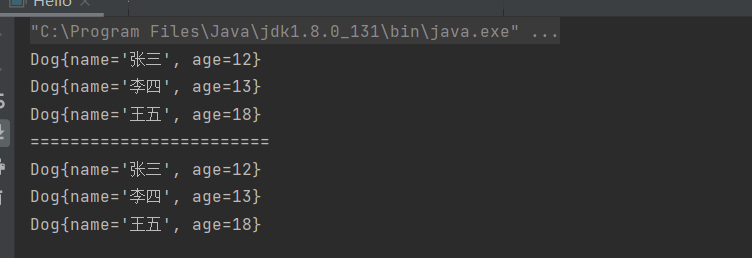 Hello
"C:\Program Files\Java\jdk1.8.0_131\bin\java.exe" ...
Dog{name='张三', age=12}
Dog{name='李四', age=13}
Dog{name='王五', age=18}
========================
Dog{name='张三', age=12}
Dog{name='李四', age=13}
Dog{name='王五', age=18}